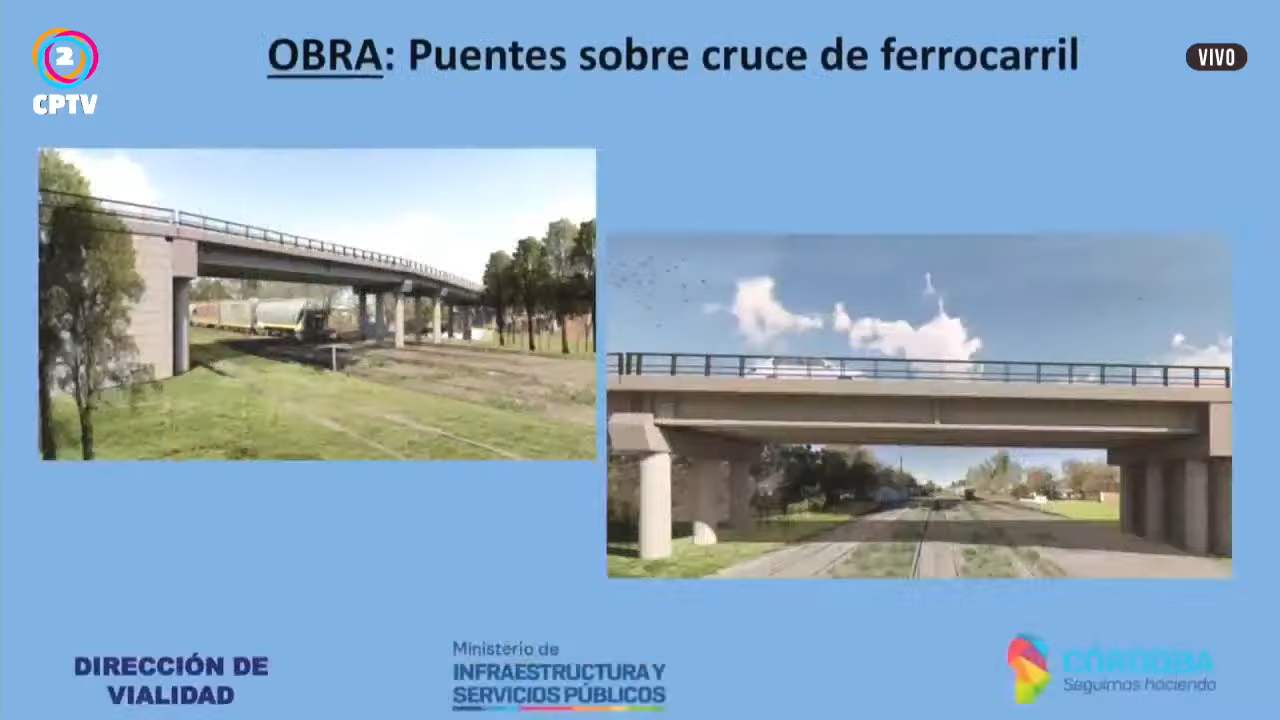 2
CPTV
OBRA: Puentes sobre cruce de ferrocarril
VIVO
DIRECCIÓN DE
VIALIDAD
Ministerio de
INFRAESTRUCTURA Y
SERVICIOS PÚBLICOS
CÓRDOBA
Seguimos haciendo